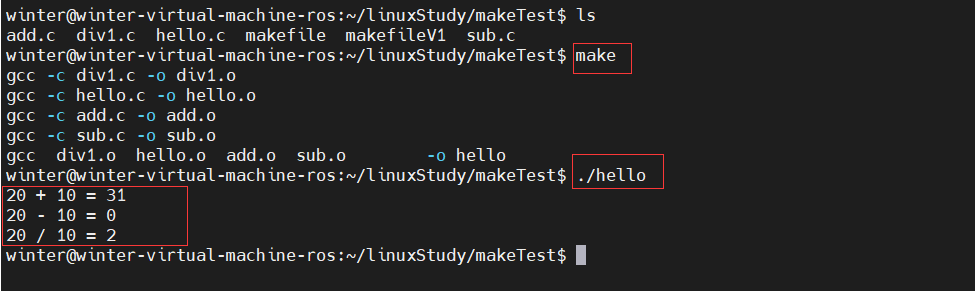 winter@winter-virtual-machine-ros:~/linuxStudy/makeTest$ ls
add.c  div1.c  hello.c  makefile  makefileV1  sub.c
winter@winter-virtual-machine-ros:~/linuxStudy/makeTest$ make
gcc -c div1.c -o div1.o
gcc -c hello.c -o hello.o
gcc -c add.c -o add.o
gcc -c sub.c -o sub.o
gcc  div1.o  hello.o  add.o  sub.o        -o hello
winter@winter-virtual-machine-ros:~/linuxStudy/makeTest$ ./hello
20 + 10 = 31
20 - 10 = 0
20 / 10 = 2
winter@winter-virtual-machine-ros:~/linuxStudy/makeTest$